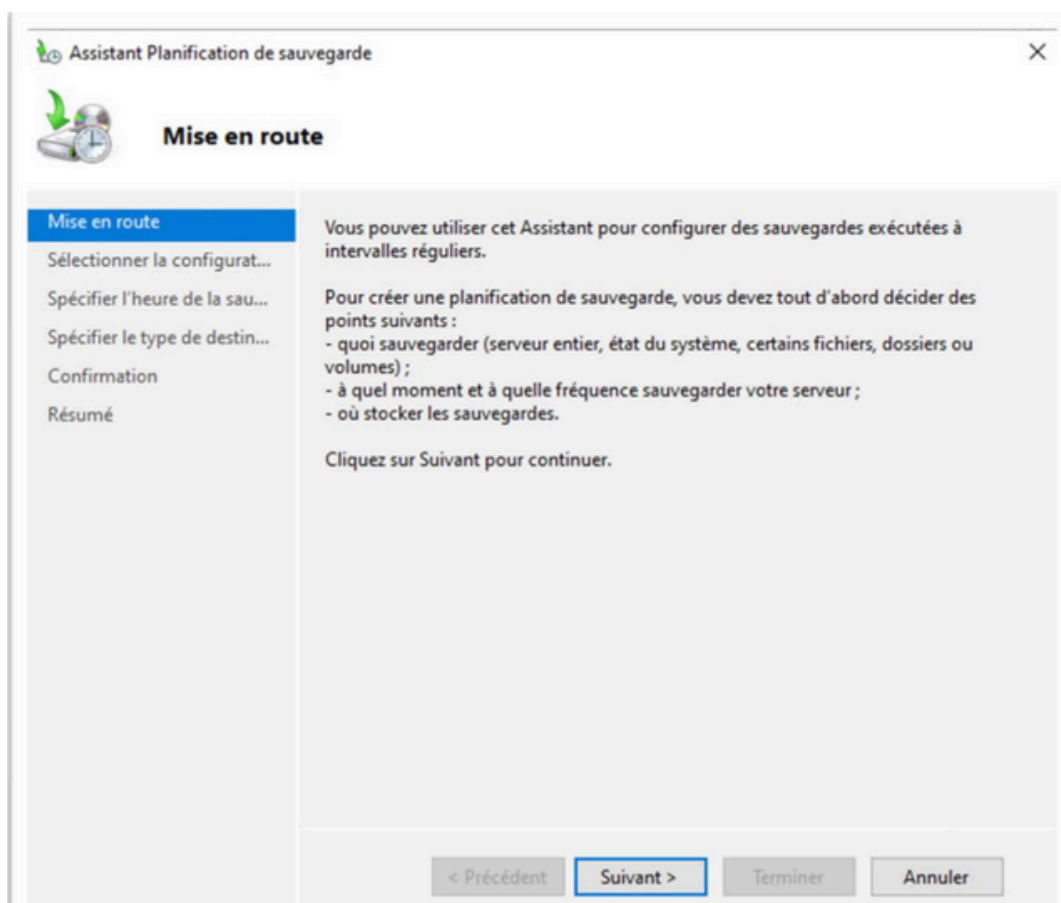 Assistant Planification de sauvegarde
Mise en route
Mise en route
Sélectionner la configurat...
Spécifier l'heure de la sau...
Spécifier le type de destin...
Confirmation
Résumé
Vous pouvez utiliser cet Assistant pour configurer des sauvegardes exécutées à
intervalles réguliers.
Pour créer une planification de sauvegarde, vous devez tout d'abord décider des
points suivants :
- quoi sauvegarder (serveur entier, état du système, certains fichiers, dossiers ou
volumes) ;
- à quel moment et à quelle fréquence sauvegarder votre serveur ;
- où stocker les sauvegardes.
Cliquez sur Suivant pour continuer.
< Précédent
Suivant >
Terminer
Annuler